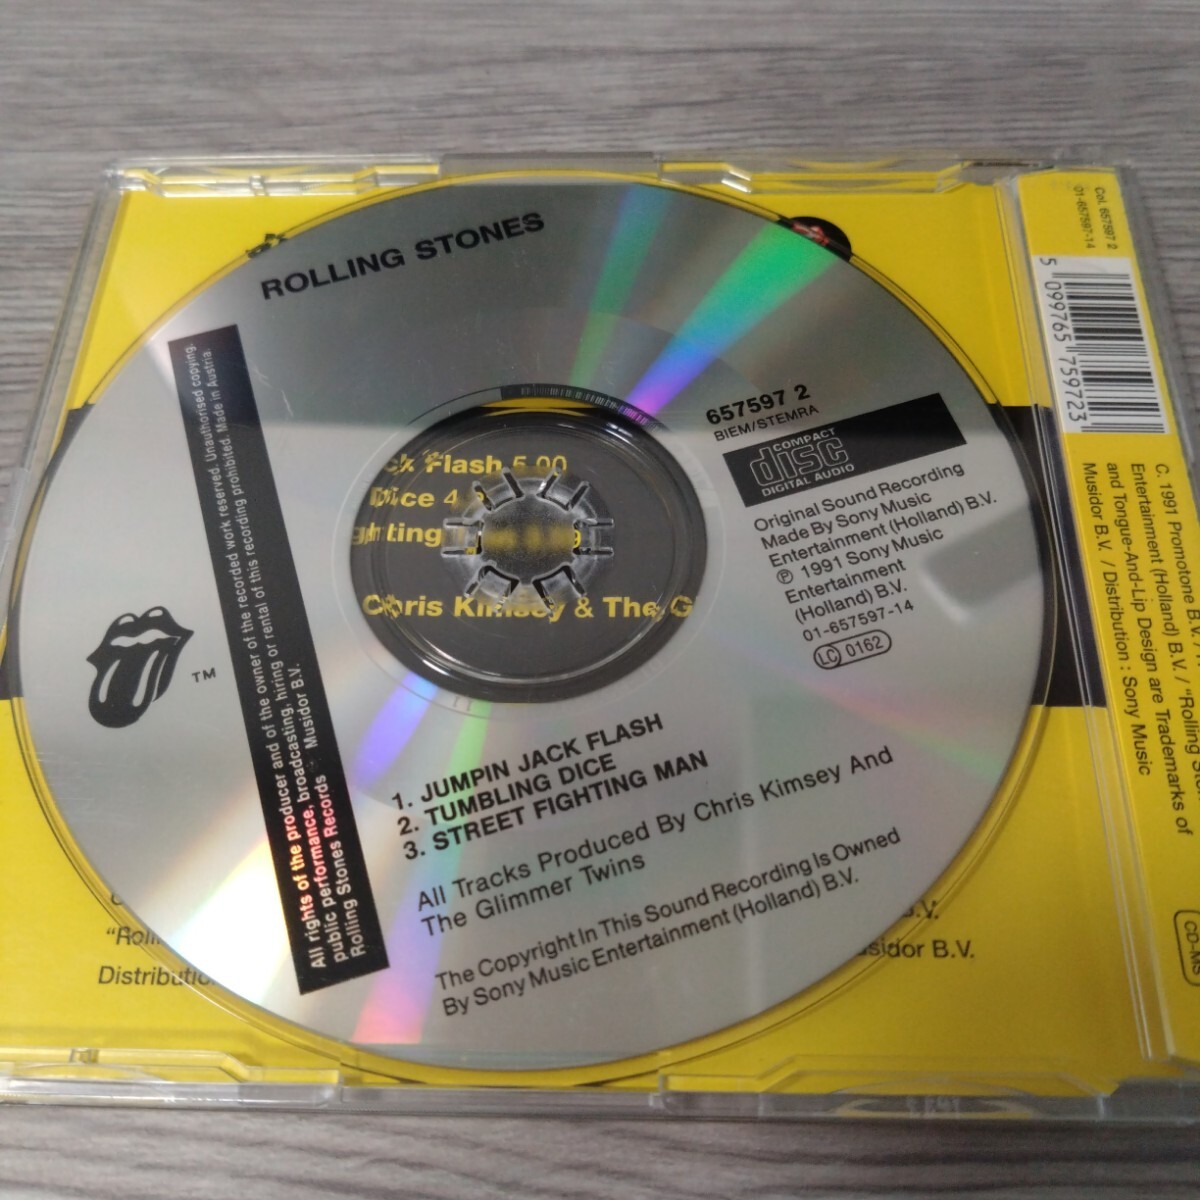 ROLLING STONES
All rights of the producer and of the owner of the recorded work reserved. Unauthorised copying,
public performance, broadcasting, hiring or rental of this recording prohibited. Made in Austria.
Rolling Stones Records Musidor B.V.
TM
657597 2
BIEM/STEMRA
COMPACT
disc
DIGITAL AUDIO
Original Sound Recording
Made By Sony Music
Entertainment (Holland) B.V.
℗ 1991 Sony Music
Entertainment
(Holland) B.V.
01-657597-14
LC 0162
ck Flash 5.00
Dice 4
hting
Chris Kimsey & The G
1. JUMPIN JACK FLASH
2. TUMBLING DICE
3. STREET FIGHTING MAN
All Tracks Produced By Chris Kimsey And
The Glimmer Twins
The Copyright In This Sound Recording Is Owned
By Sony Music Entertainment (Holland) B.V.
"Rolli
B.V.
Distributio
sidor B.V.
Col. 657597 2
01-657597-14
5 099765 759723
C. 1991 Promotone B.V. /
Entertainment (Holland) B.V. / "Rolling Sto
and Tongue-And-Lip Design are Trademarks of
Musidor B.V. / Distribution : Sony Music
CD-MS